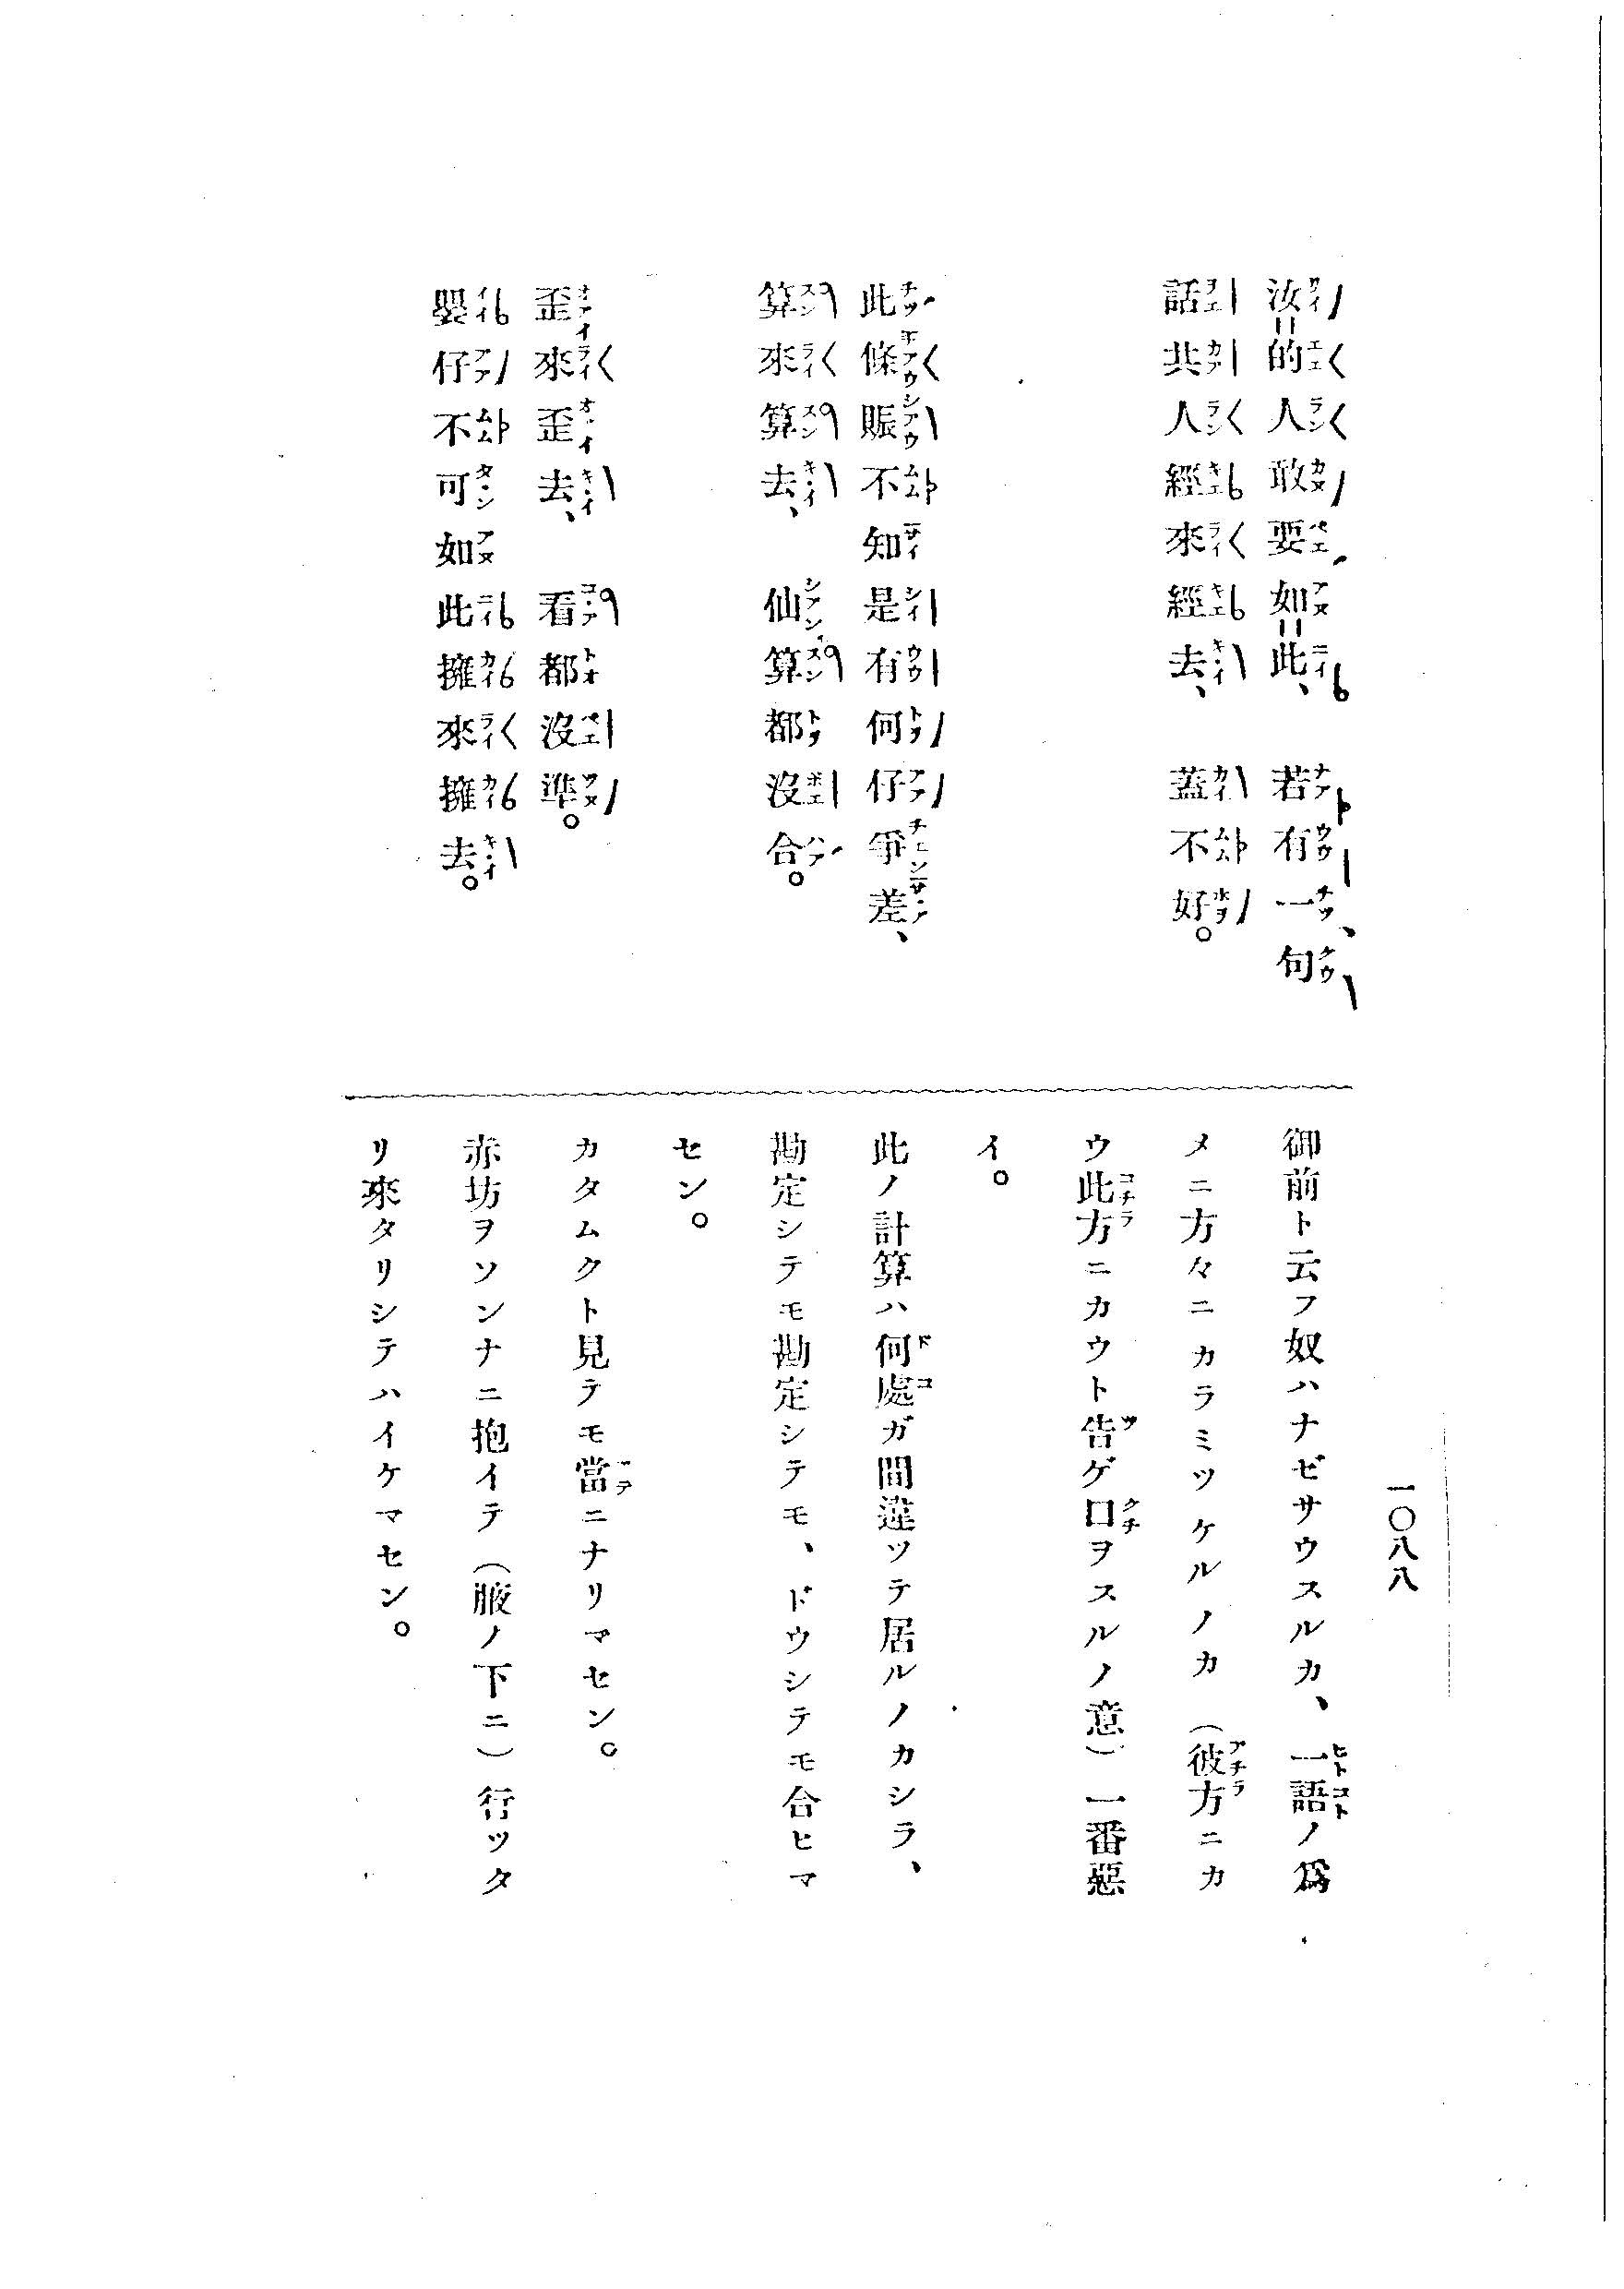 一〇八八
汝=的人敢要如=此、若有一句
話共人經來經去、蓋不好。
此條賬不知是有何仔爭差、
算來算去、仙算都沒合。
歪來歪去、看都沒準。
嬰仔不可如此擁來擁去。
御前ト云フ奴ハナゼサウスルカ、一語ノ爲
メニ方々ニカラミツケルノカ（彼方ニカ
ウ此方ニカウト告ゲ口ヲスルノ意）一番惡
イ。
此ノ計算ハ何處ガ間違ツテ居ルノカシラ、
勘定シテモ勘定シテモ、ドウシテモ合ヒマ
セン。
カタムクト見テモ當ニナリマセン。
赤坊ヲソンナニ抱イテ（腋ノ下ニ）行ツタ
リ來タリシテハイケマセン。